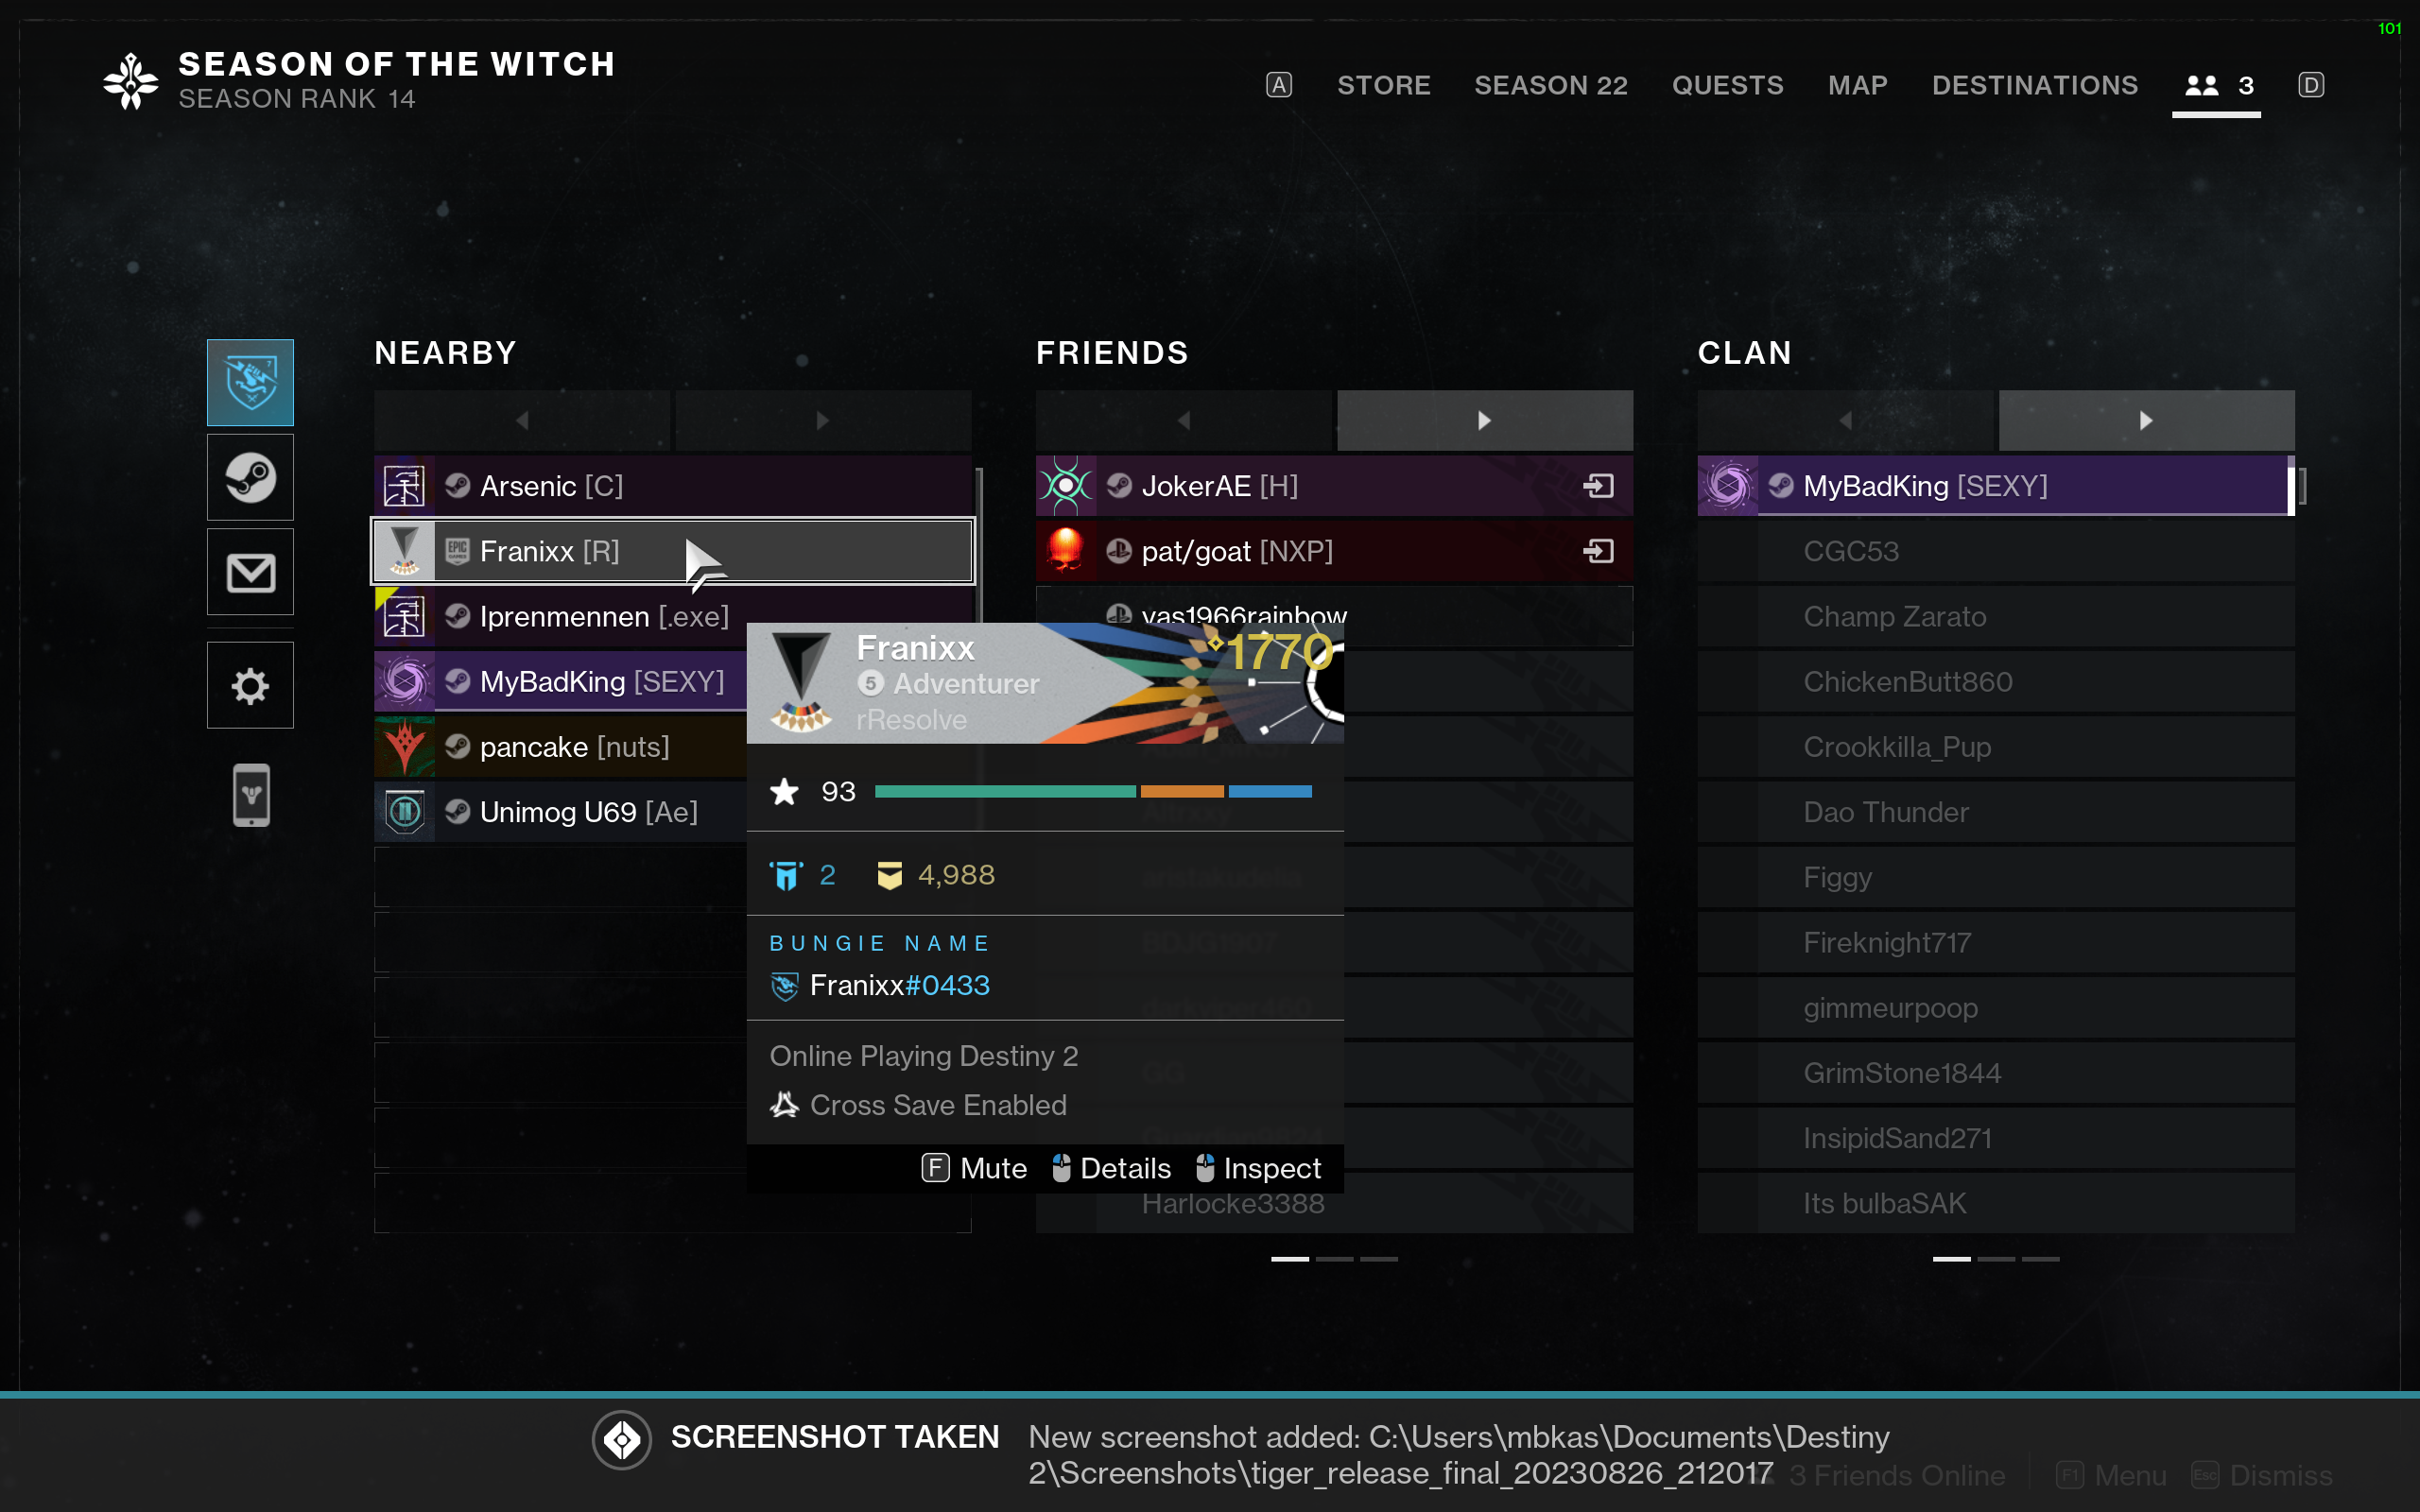 101
SEASON OF THE WITCH
SEASON RANK 14
A STORE SEASON 22 QUESTS MAP DESTINATIONS 3 D
NEARBY
Arsenic [C]
EPIC GAMES Franixx [R]
Iprenmennen [.exe]
MyBadKing [SEXY]
pancake [nuts]
Unimog U69 [Ae]
FRIENDS
JokerAE [H]
pat/goat [NXP]
vas1966rainbow
Harlocke3388
Franixx
1770
5 Adventurer
rResolve
93
2 4,988
BUNGIE NAME
Franixx#0433
Online Playing Destiny 2
Cross Save Enabled
F Mute Details Inspect
CLAN
MyBadKing [SEXY]
CGC53
Champ Zarato
ChickenButt860
Crookkilla_Pup
Dao Thunder
Figgy
Fireknight717
gimmeurpoop
GrimStone1844
InsipidSand271
Its bulbaSAK
SCREENSHOT TAKEN
New screenshot added: C:\Users\mbkas\Documents\Destiny
2\Screenshots\tiger_release_final_20230826_212017
3 Friends Online F1 Menu Esc Dismiss